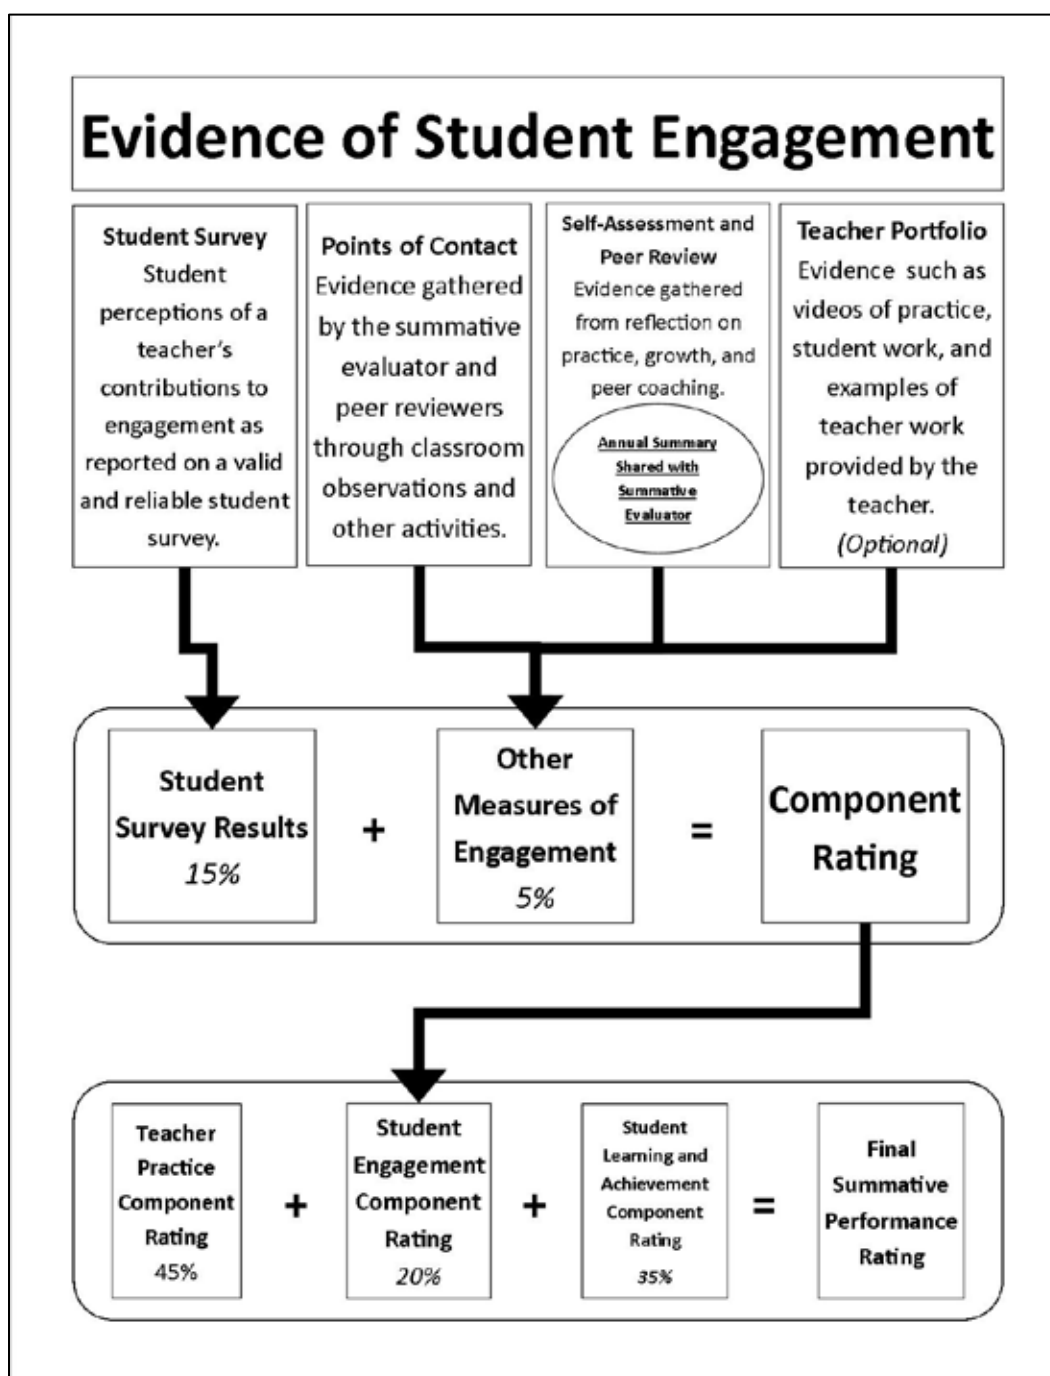 Evidence of Student Engagement
Student Survey
Student
perceptions of a
teacher's
contributions to
engagement as
reported on a valid
and reliable student
survey.
Points of Contact
Evidence gathered
by the summative
evaluator and
peer reviewers
through classroom
observations and
other activities.
Self-Assessment and
Peer Review
Evidence gathered
from reflection on
practice, growth, and
peer coaching.
Annual Summary
Shared with
Summative
Evaluator
Teacher Portfolio
Evidence such as
videos of practice,
student work, and
examples of
teacher work
provided by the
teacher.
(Optional)
Student
Survey Results
15%
+
Other
Measures of
Engagement
5%
=
Component
Rating
Teacher
Practice
Component
Rating
45%
+
Student
Engagement
Component
Rating
20%
+
Student
Learning and
Achievement
Component
Rating
35%
=
Final
Summative
Performance
Rating